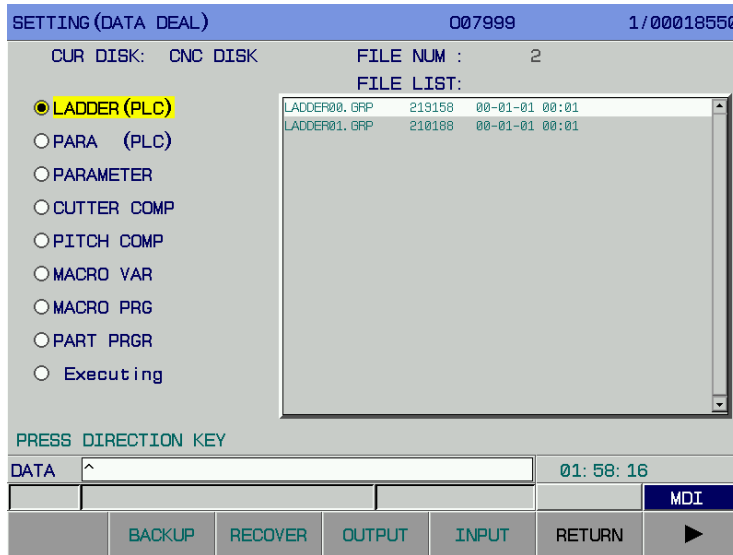 SETTING(DATA DEAL) O07999 1/00018550
CUR DISK: CNC DISK FILE NUM : 2
FILE LIST:
LADDER(PLC)
PARA (PLC)
PARAMETER
CUTTER COMP
PITCH COMP
MACRO VAR
MACRO PRG
PART PRGR
Executing
LADDER00.GRP 219158 00-01-01 00:01
LADDER01.GRP 210188 00-01-01 00:01
PRESS DIRECTION KEY
DATA ^ 01:58:16
MDI
BACKUP RECOVER OUTPUT INPUT RETURN